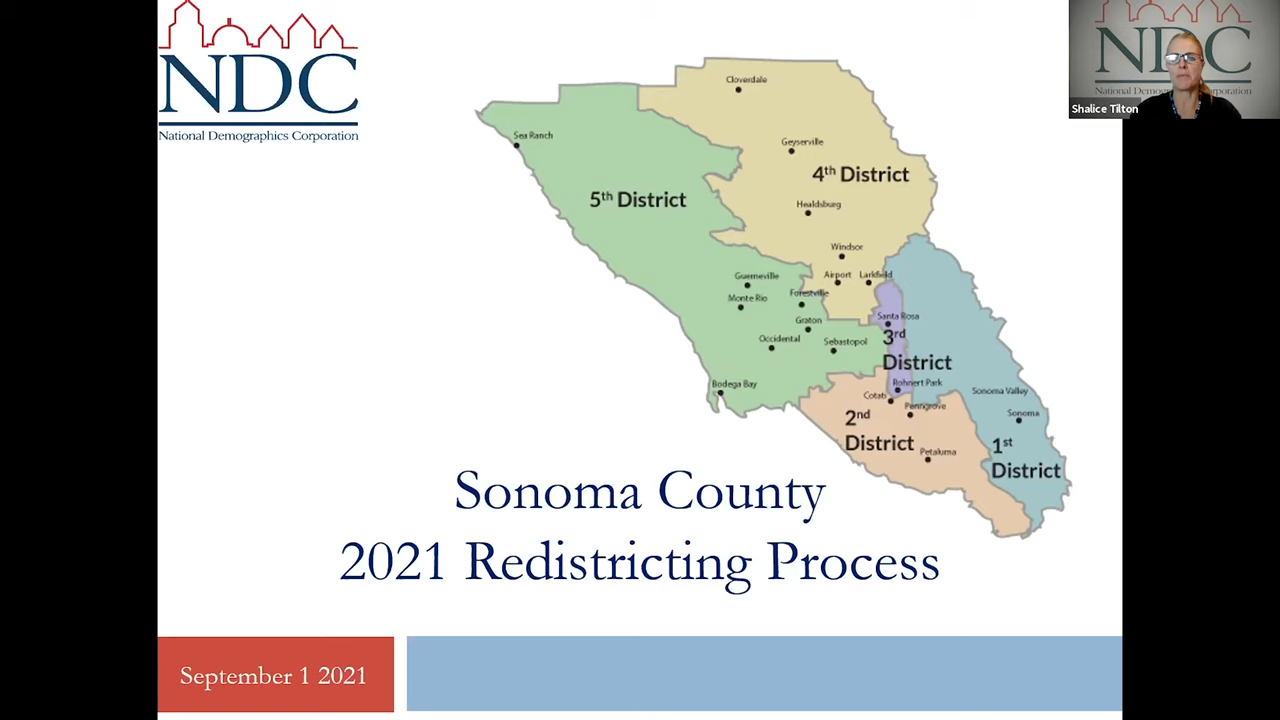 NDC
National Demographics Corporation
NDC
Shalice Tilton
Cloverdale
Sea Ranch
Geyserville
4th District
5th District
Healdsburg
Windsor
Airport
Larkfield
Guerneville
Monte Rio
Forestville
Santa Rosa
Graton
3rd
District
Occidental
Sebastopol
Bodega Bay
Rohnert Park
Sonoma Valley
Cotati
Penngrove
Sonoma
2nd
District
Petaluma
1st
District
Sonoma County
2021 Redistricting Process
September 1 2021